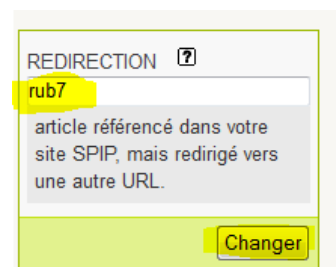 REDIRECTION ?
rub7
article référencé dans votre
site SPIP, mais redirigé vers
une autre URL.
Changer